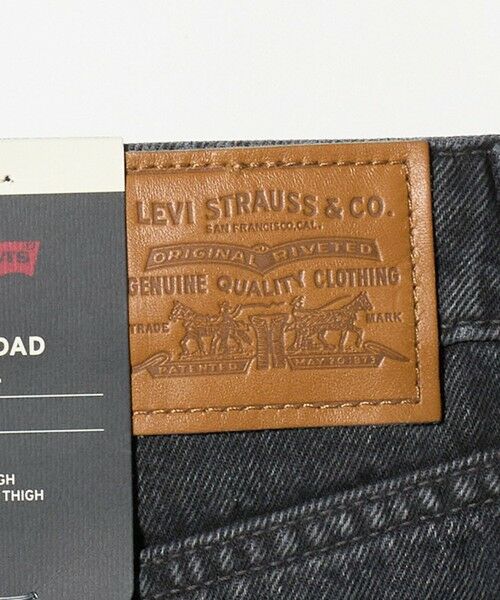 LEVI STRAUSS & CO.
SAN FRANCISCO, CAL.
ORIGINAL RIVETED
GENUINE QUALITY CLOTHING
TRADE MARK
PATENTED MAY 20 1873
OAD
GH
THIGH